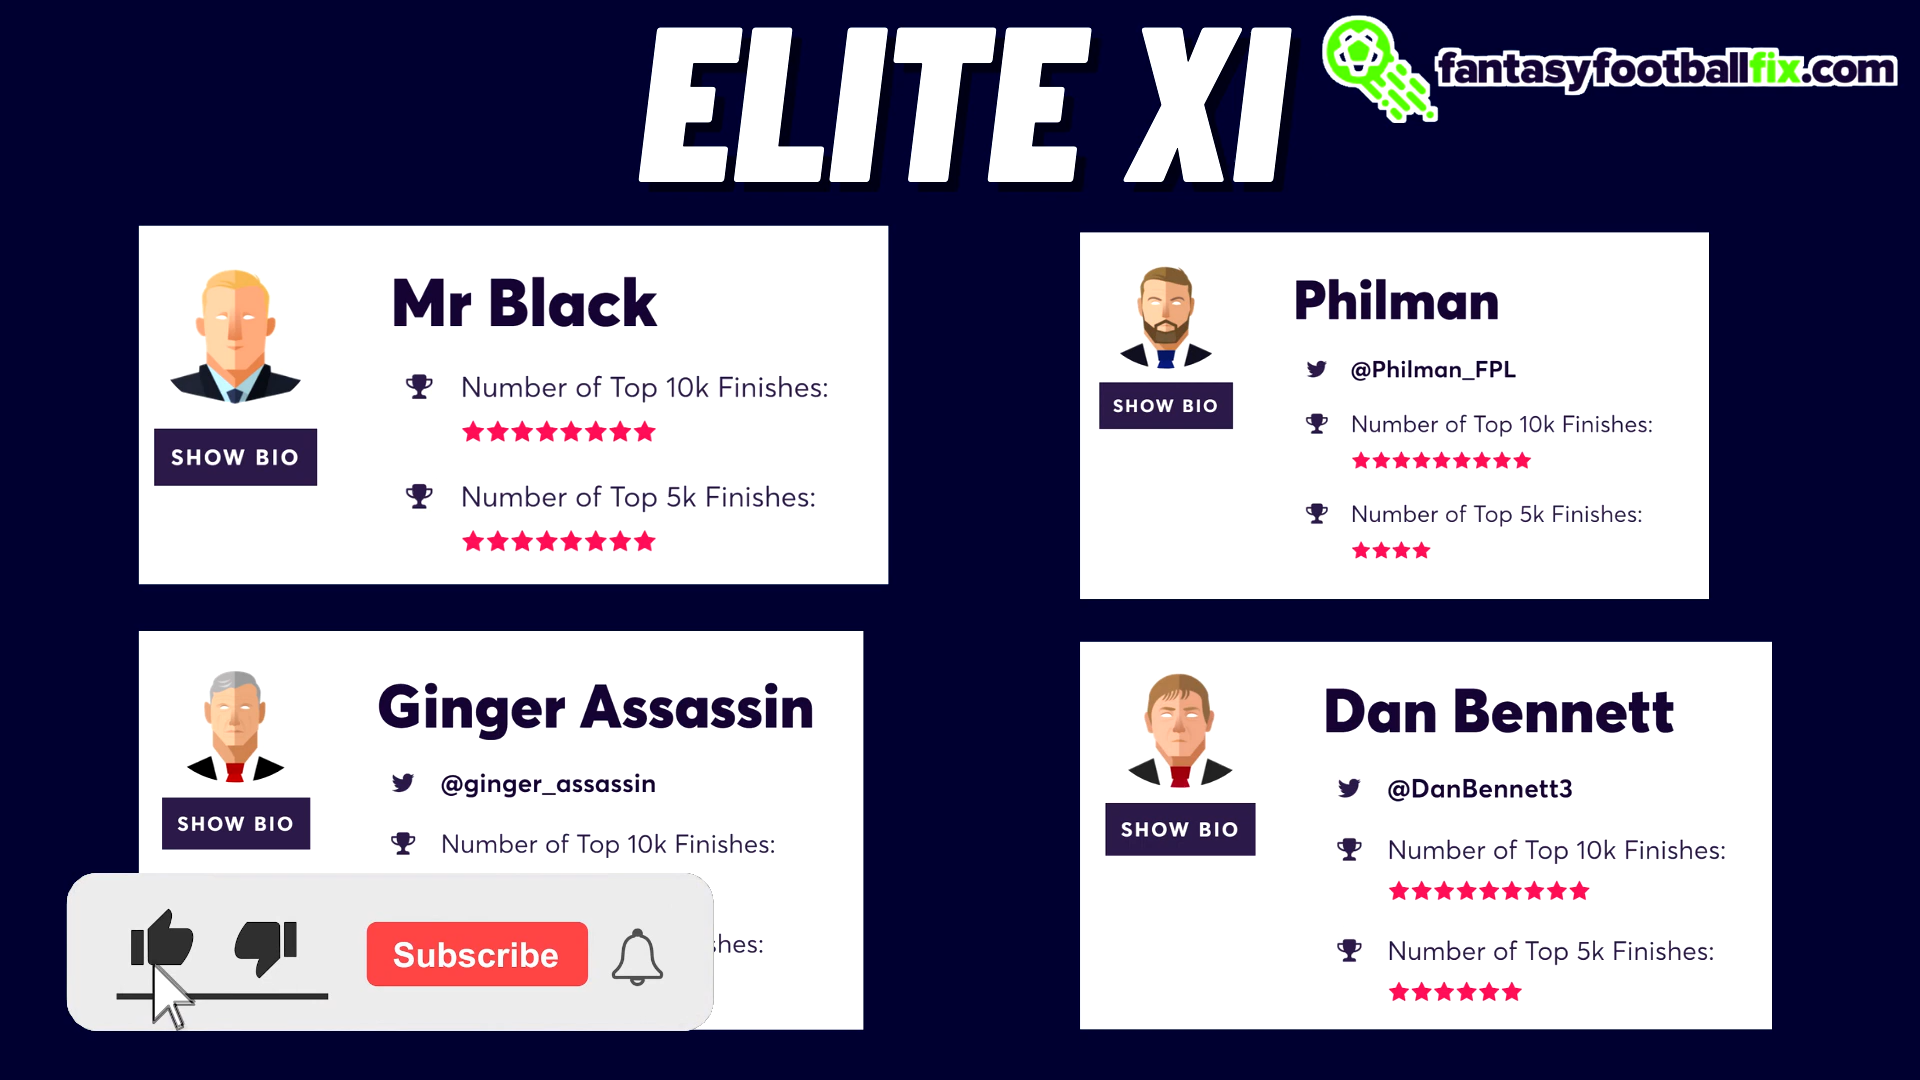 ELITE XI
fantasyfootballfix.com
Mr Black
Number of Top 10k Finishes:
Number of Top 5k Finishes:
SHOW BIO
Philman
@Philman_FPL
Number of Top 10k Finishes:
Number of Top 5k Finishes:
SHOW BIO
Ginger Assassin
@ginger_assassin
SHOW BIO
Number of Top 10k Finishes:
Subscribe
Dan Bennett
@DanBennett3
SHOW BIO
Number of Top 10k Finishes:
Number of Top 5k Finishes: